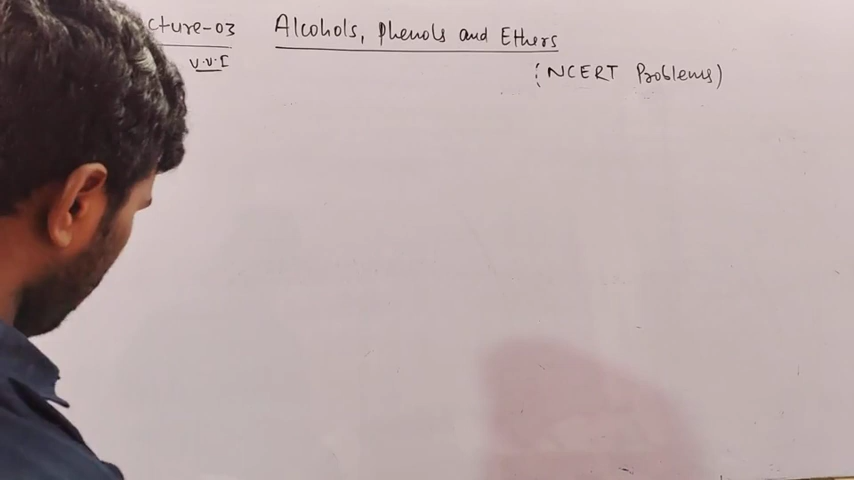 cture-03 Alcohols, Phenols and Ethers
V.V.I
(NCERT Problems)